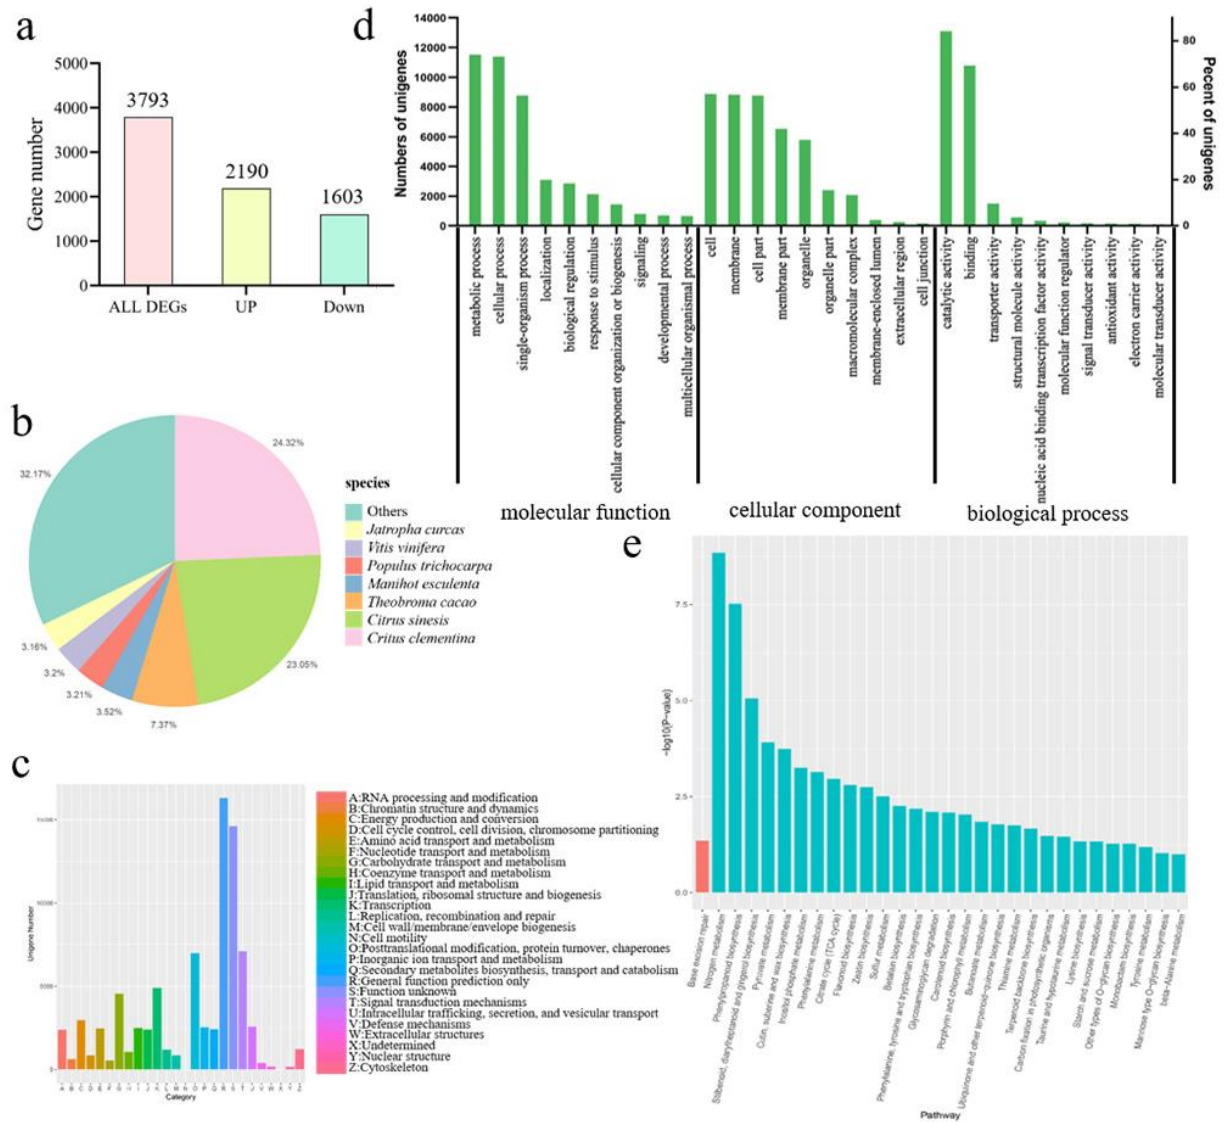 a
5000
4000
3000
2000
1000
0
Gene number
3793
2190
1603
ALL DEGs
UP
Down
b
24.32%
23.05%
7.37%
3.52%
3.21%
3.2%
3.16%
32.17%
species
Others
Jatropha curcas
Vitis vinifera
Populus trichocarpa
Manihot esculenta
Theobroma cacao
Citrus sinesis
Critus clementina
c
Unigene Number
A B C D E F G H I J K L M N O P Q R S T U V W X Y Z
Category
A:RNA processing and modification
B:Chromatin structure and dynamics
C:Energy production and conversion
D:Cell cycle control, cell division, chromosome partitioning
E:Amino acid transport and metabolism
F:Nucleotide transport and metabolism
G:Carbohydrate transport and metabolism
H:Coenzyme transport and metabolism
I:Lipid transport and metabolism
J:Translation, ribosomal structure and biogenesis
K:Transcription
L:Replication, recombination and repair
M:Cell wall/membrane/envelope biogenesis
N:Cell motility
O:Posttranslational modification, protein turnover, chaperones
P:Inorganic ion transport and metabolism
Q:Secondary metabolites biosynthesis, transport and catabolism
R:General function prediction only
S:Function unknown
T:Signal transduction mechanisms
U:Intracellular trafficking, secretion, and vesicular transport
V:Defense mechanisms
W:Extracellular structures
X:Undetermined
Y:Nuclear structure
Z:Cytoskeleton
d
14000
12000
10000
8000
6000
4000
2000
0
Numbers of unigenes
80
60
40
20
0
Pecent of unigenes
metabolic process
cellular process
single-organism process
localization
biological regulation
response to stimulus
cellular component organization or biogenesis
signaling
developmental process
multicellular organismal process
cell
membrane
cell part
membrane part
organelle
organelle part
macromolecular complex
membrane-enclosed lumen
extracellular region
cell junction
catalytic activity
binding
transporter activity
structural molecule activity
nucleic acid binding transcription factor activity
molecular function regulator
signal transducer activity
antioxidant activity
electron carrier activity
molecular transducer activity
molecular function
cellular component
biological process
e
7.5
5.0
2.5
0.0
−log10(P−value)
Base excision repair
Nitrogen metabolism
Phenylpropanoid biosynthesis
Stilbenoid, diarylheptanoid and gingerol biosynthesis
Pyruvate metabolism
Cutin, suberine and wax biosynthesis
Inositol phosphate metabolism
Phenylalanine metabolism
Citrate cycle (TCA cycle)
Flavonoid biosynthesis
Zeatin biosynthesis
Sulfur metabolism
Betalain biosynthesis
Phenylalanine, tyrosine and tryptophan biosynthesis
Glycosaminoglycan degradation
Carotenoid biosynthesis
Porphyrin and chlorophyll metabolism
Butanoate metabolism
Ubiquinone and other terpenoid−quinone biosynthesis
Thiamine metabolism
Terpenoid backbone biosynthesis
Carbon fixation in photosynthetic organisms
Taurine and hypotaurine metabolism
Lysine biosynthesis
Starch and sucrose metabolism
Other types of O−glycan biosynthesis
Monobactam biosynthesis
Tyrosine metabolism
Mannose type O−glycan biosynthesis
beta−Alanine metabolism
Pathway